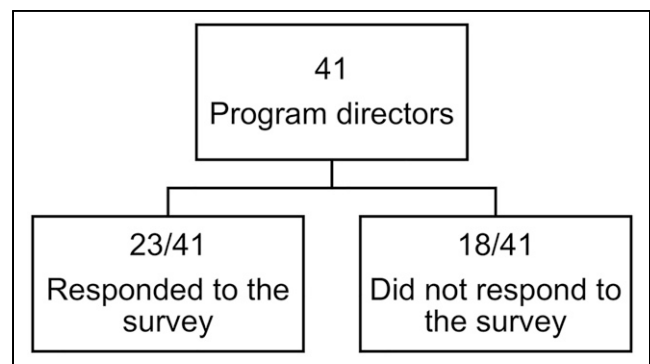 41
Program directors
23/41
Responded to the
survey
18/41
Did not respond to
the survey